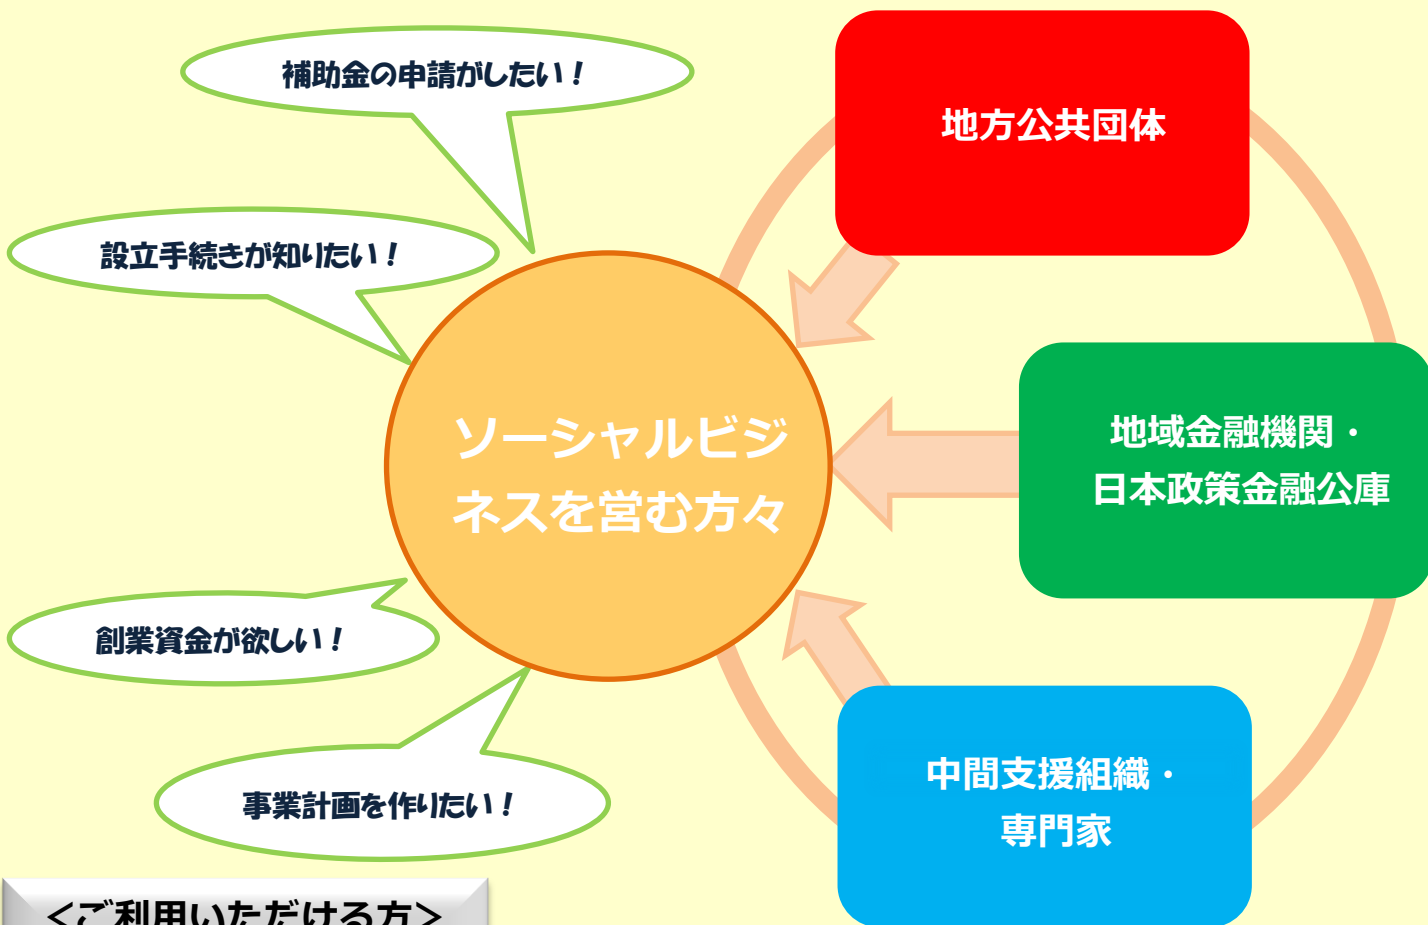 補助金の申請がしたい！
設立手続きが知りたい！
創業資金が欲しい！
事業計画を作りたい！
ソーシャルビジ
ネスを営む方々
地方公共団体
地域金融機関・
日本政策金融公庫
中間支援組織・
専門家
＜ご利用いただける方＞